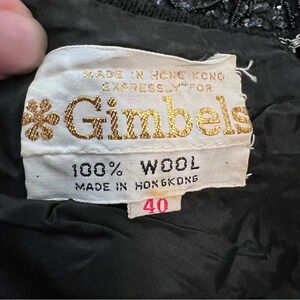 MADE IN HONG KONG
EXPRESSLY FOR
Gimbels
100% WOOL
MADE IN HONGKONG
40